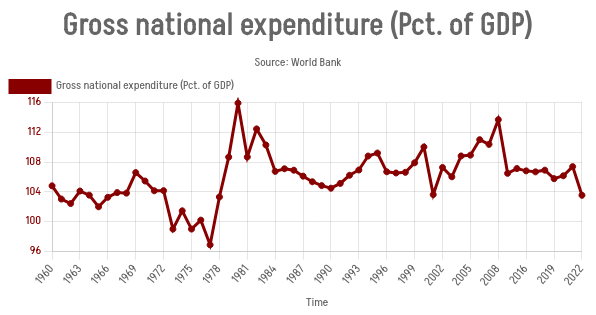 Gross national expenditure (Pct. of GDP)
Source: World Bank
Gross national expenditure (Pct. of GDP)
116
112
108
104
100
96
1960 1963 1966 1969 1972 1975 1978 1981 1984 1987 1990 1993 1996 1999 2002 2005 2008 2016 2019 2022
Time